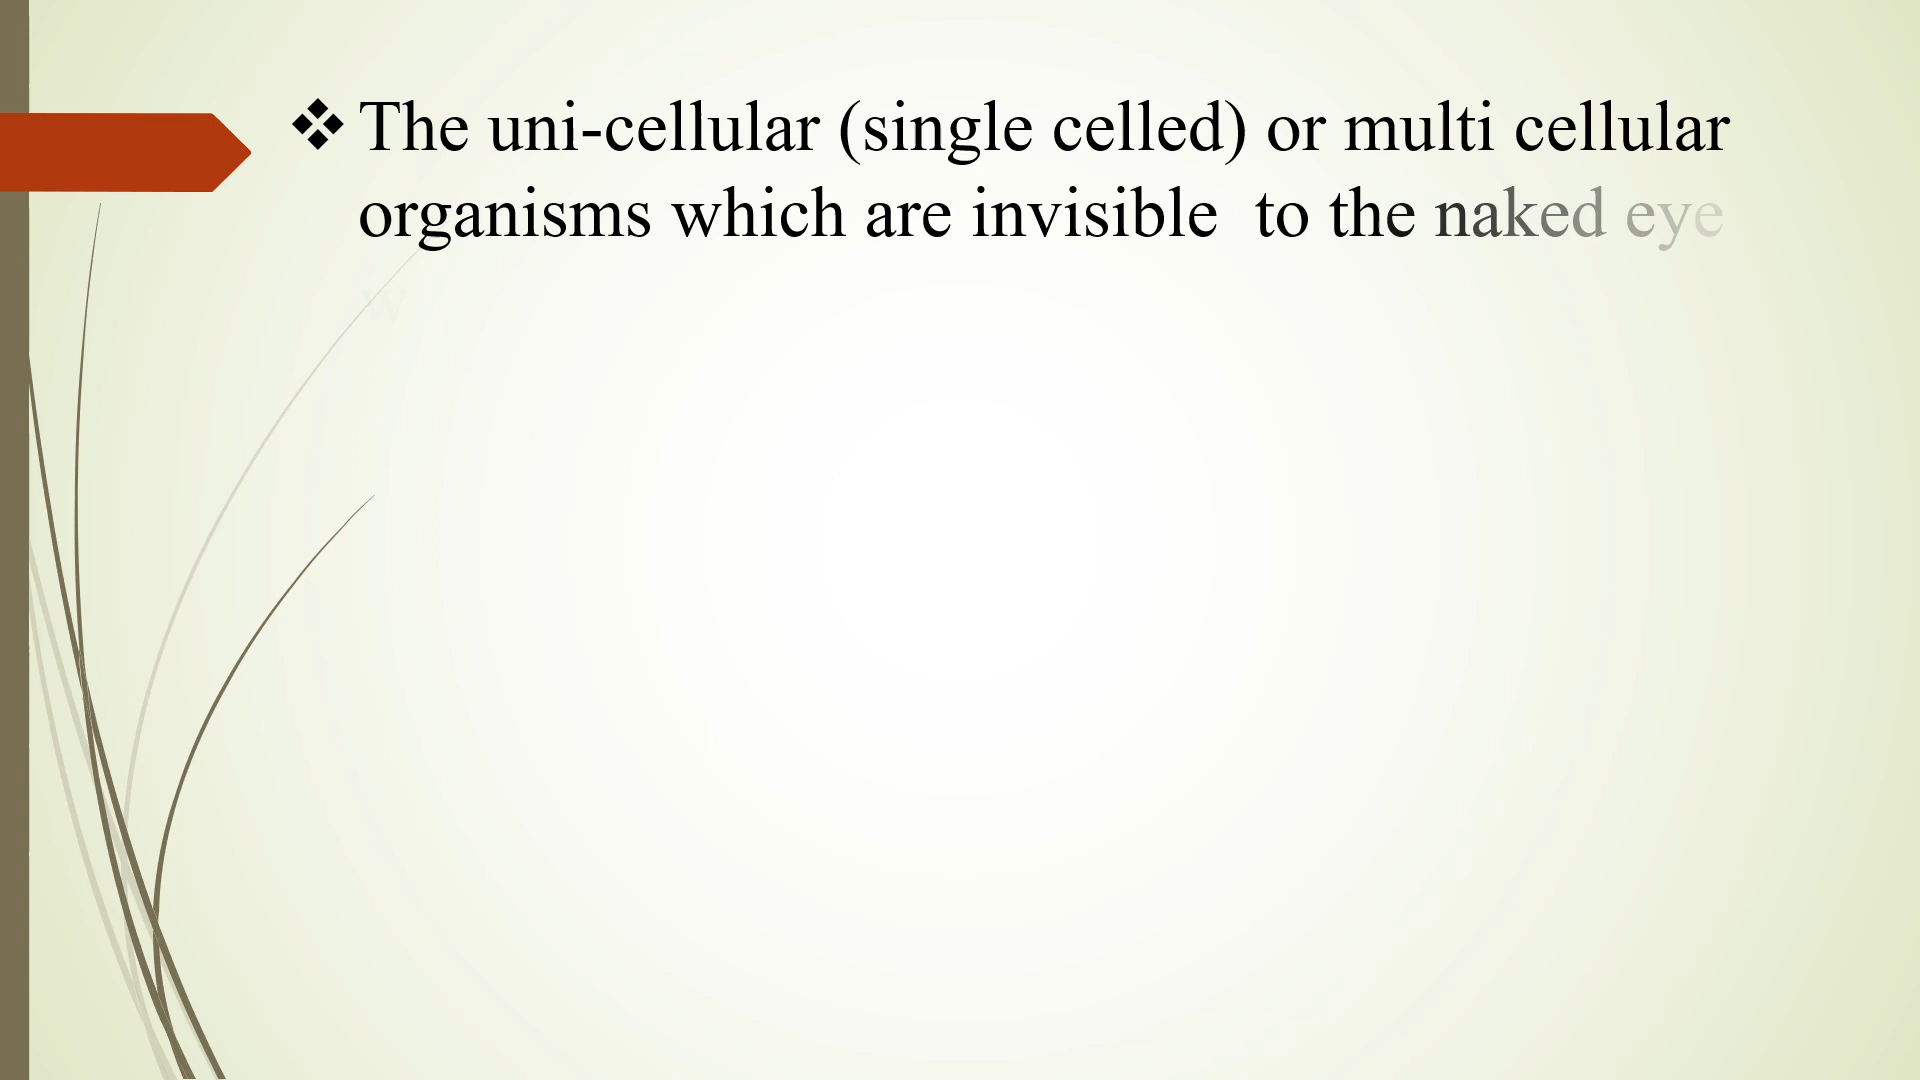 ❖ The uni-cellular (single celled) or multi cellular
organisms which are invisible  to the naked eye
w